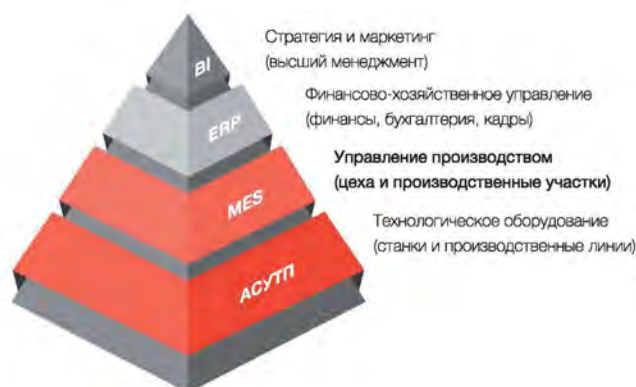 BI
Стратегия и маркетинг
(высший менеджмент)
ERP
Финансово-хозяйственное управление
(финансы, бухгалтерия, кадры)
MES
Управление производством
(цеха и производственные участки)
АСУТП
Технологическое оборудование
(станки и производственные линии)